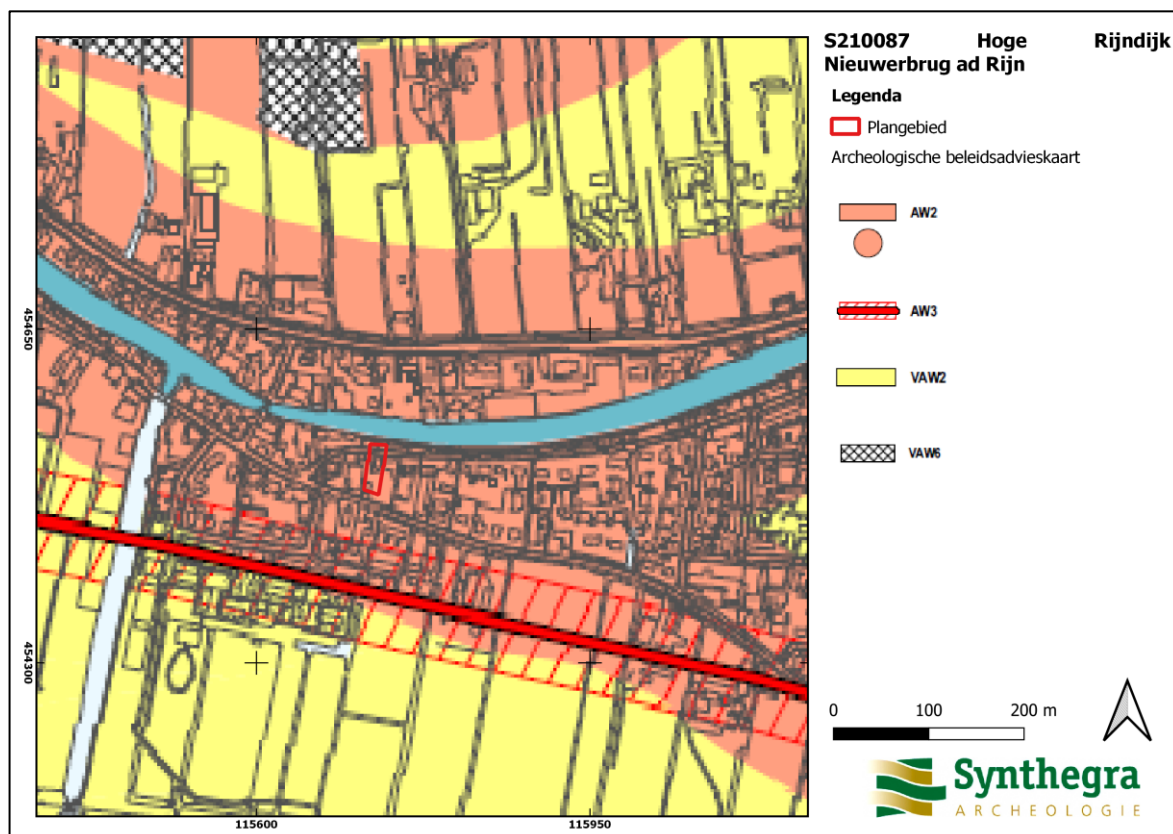 S210087 Hoge Rijndijk
Nieuwerbrug ad Rijn
Legenda
Plangebied
Archeologische beleidsadvieskaart
AW2
AW3
VAW2
VAW6
454650
454300
115600
115950
0 100 200 m
Synthegra
ARCHEOLOGIE